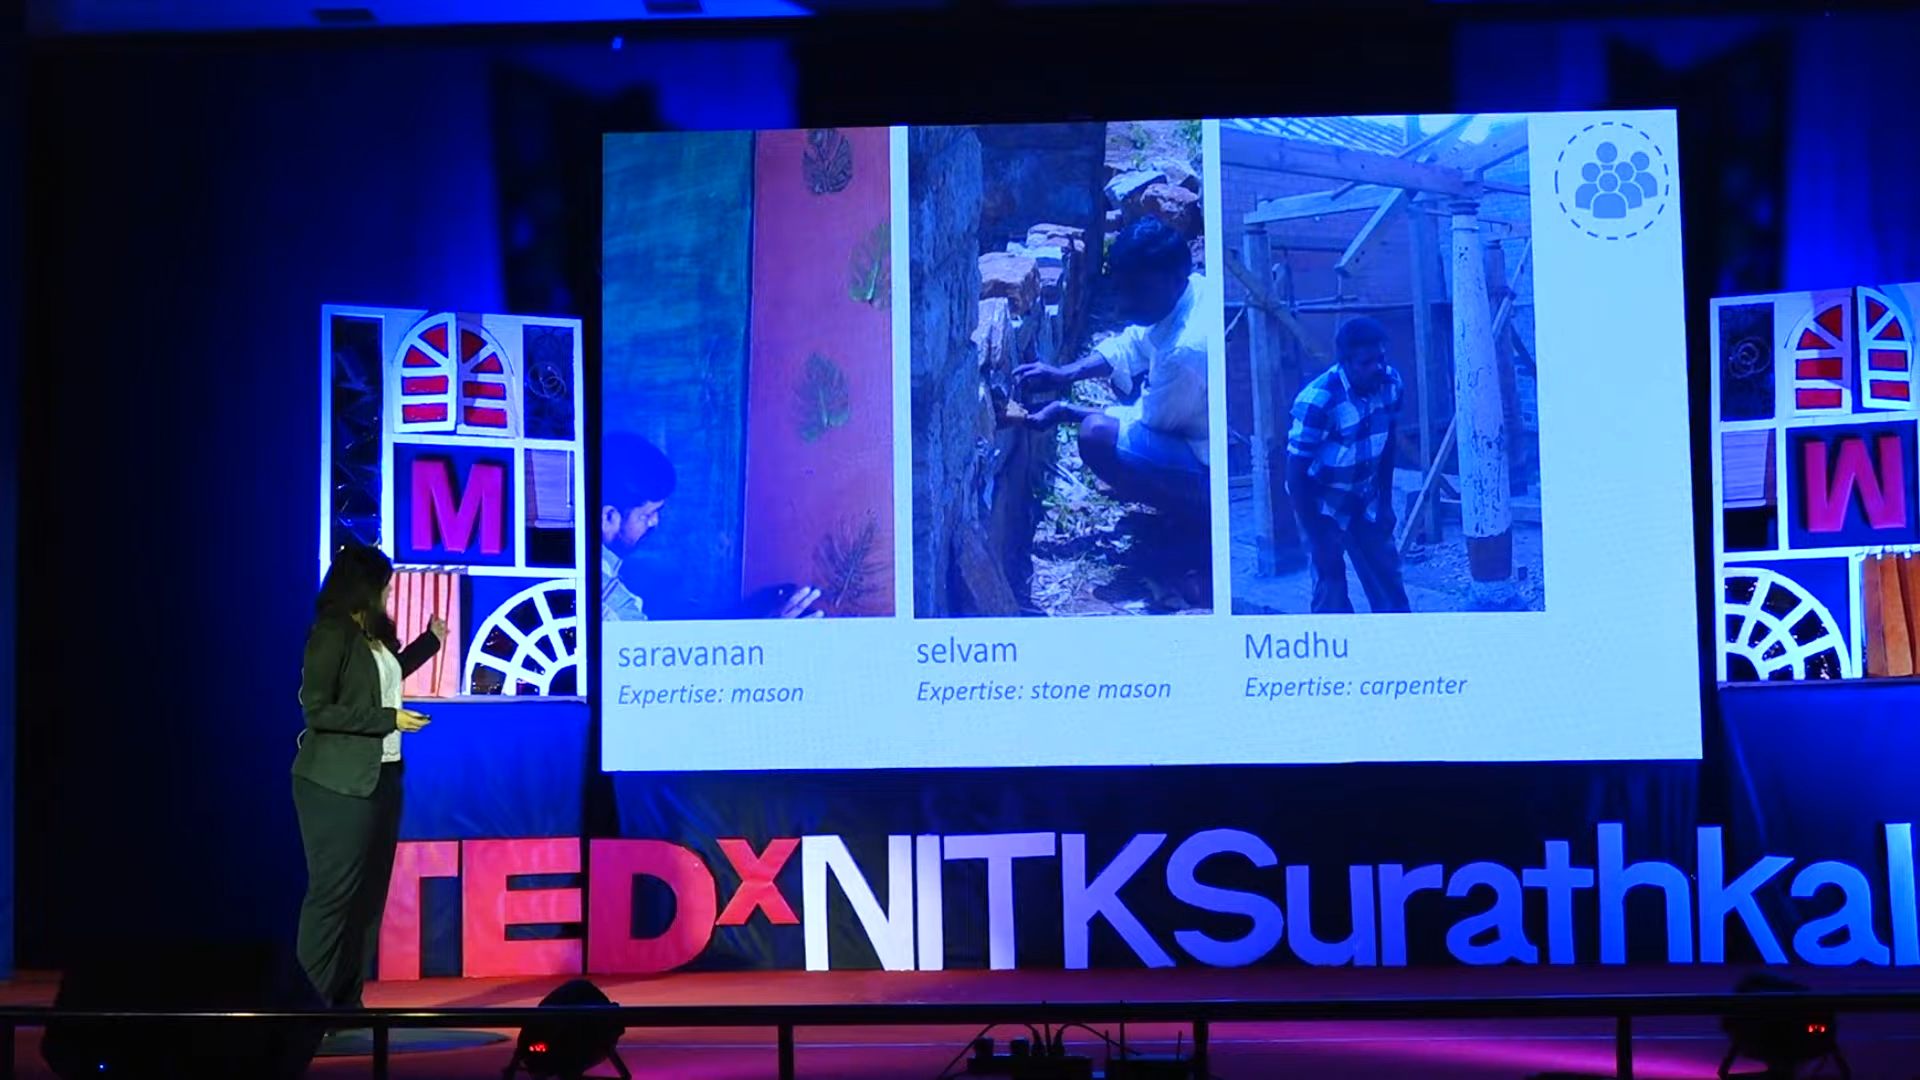 M
M
saravanan
Expertise: mason
selvam
Expertise: stone mason
Madhu
Expertise: carpenter
TEDxNITKSurathkal